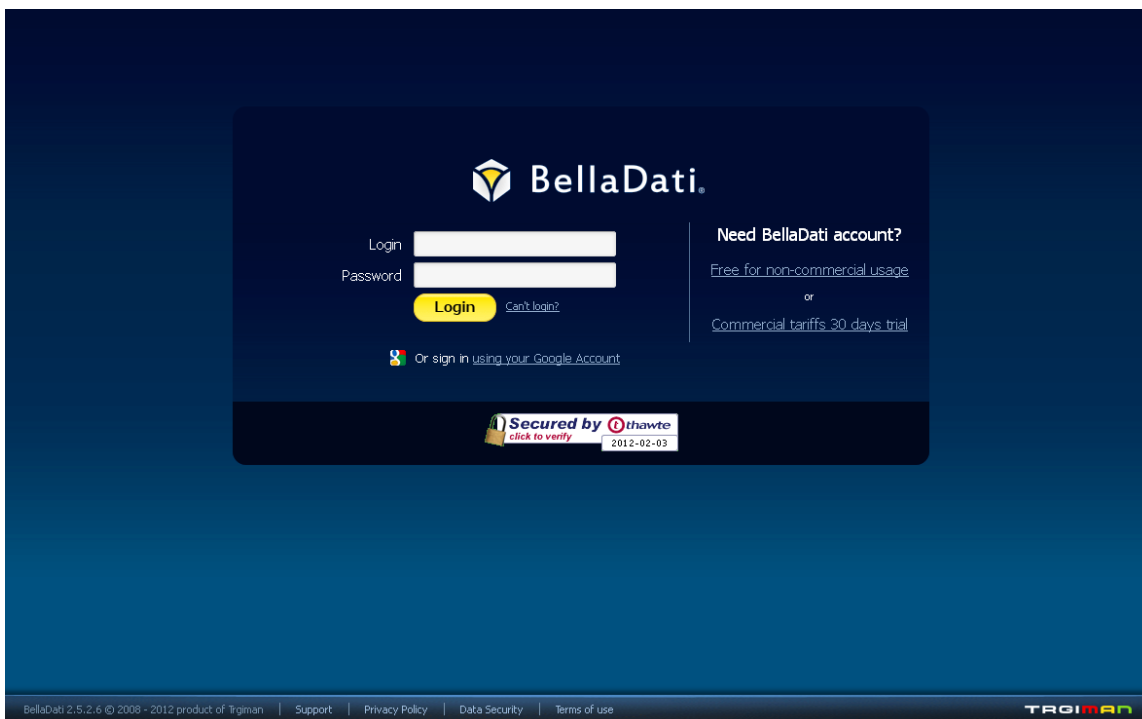 BellaDati®
Login
Password
Login
Can't login?
Or sign in using your Google Account
Need BellaDati account?
Free for non-commercial usage
or
Commercial tariffs 30 days trial
Secured by thawte
click to verify
2012-02-03
BellaDati 2.5.2.6 © 2008 - 2012 product of Trgiman | Support | Privacy Policy | Data Security | Terms of use
TRGIMAN